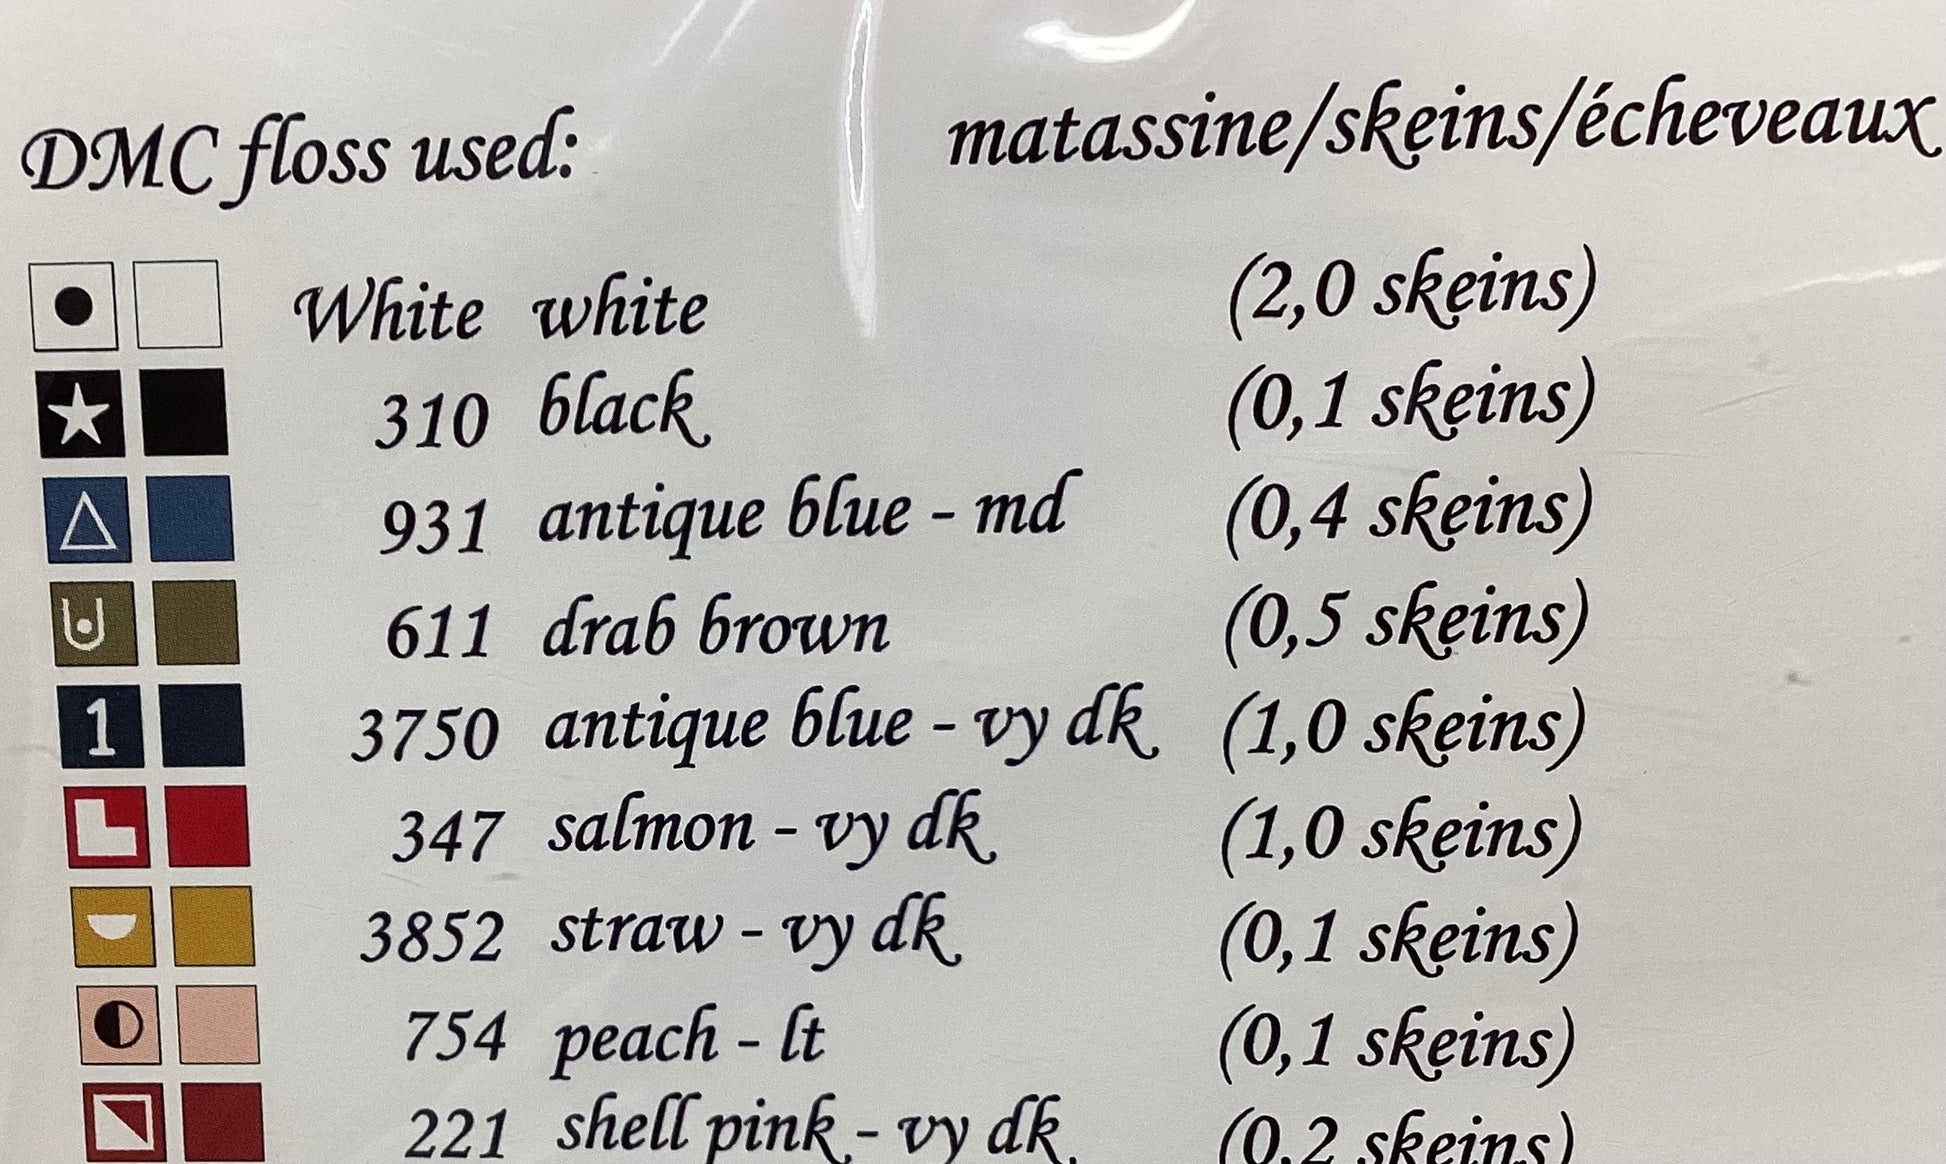 DMC floss used: matassine/skeins/écheveaux
White white (2,0 skeins)
310 black (0,1 skeins)
931 antique blue - md (0,4 skeins)
611 drab brown (0,5 skeins)
1 3750 antique blue - vy dk (1,0 skeins)
347 salmon - vy dk (1,0 skeins)
3852 straw - vy dk (0,1 skeins)
754 peach - lt (0,1 skeins)
221 shell pink - vy dk (0,2 skeins)